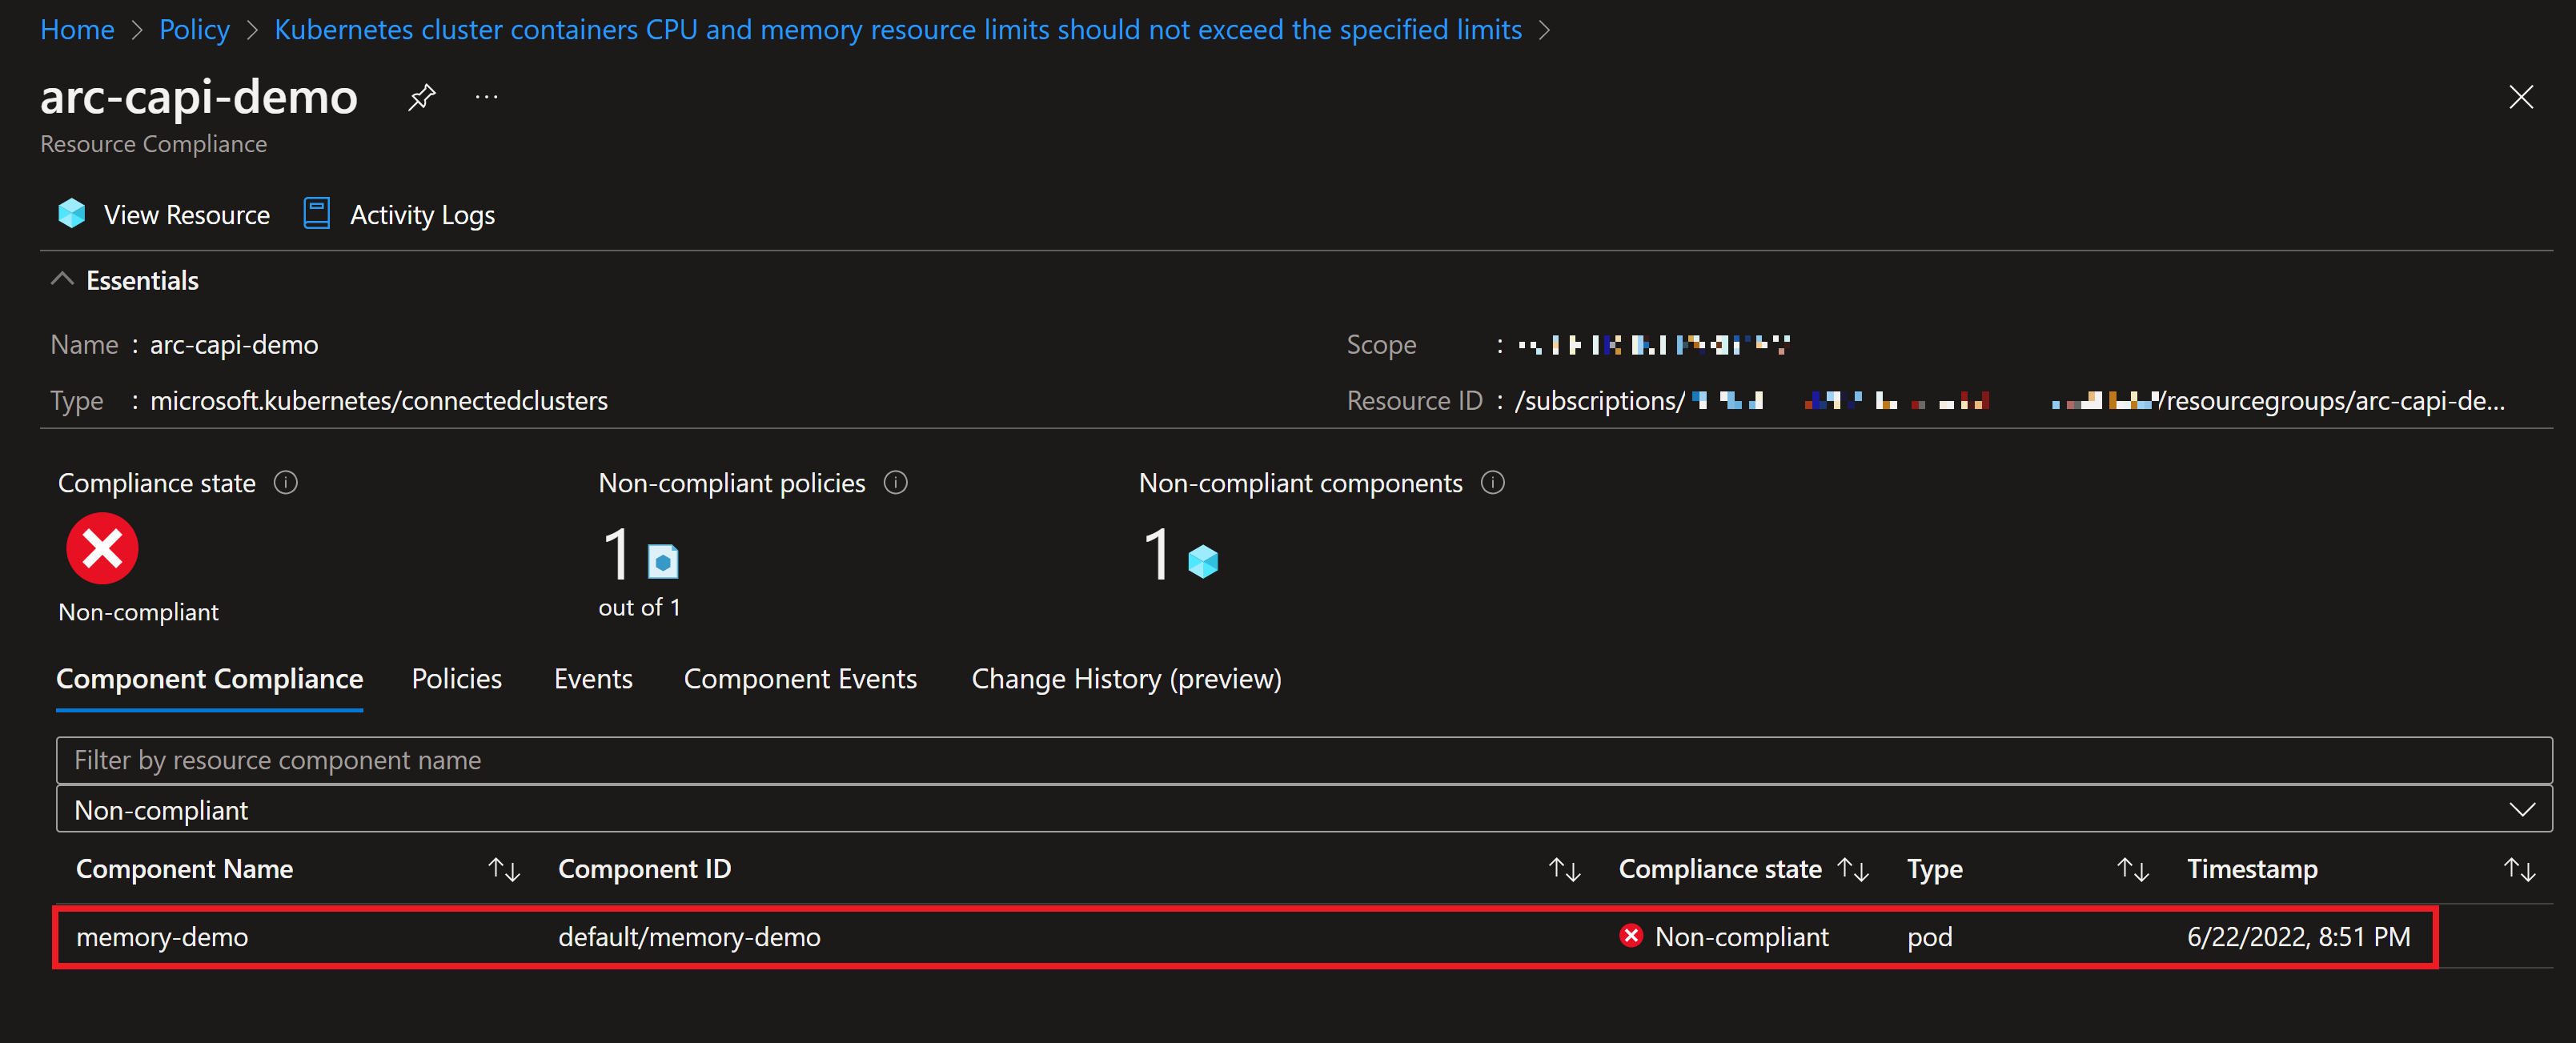 Home > Policy > Kubernetes cluster containers CPU and memory resource limits should not exceed the specified limits >
arc-capi-demo ...
Resource Compliance
View Resource Activity Logs
Essentials
Name : arc-capi-demo Scope :
Type : microsoft.kubernetes/connectedclusters Resource ID : /subscriptions/ /resourcegroups/arc-capi-de...
Compliance state Non-compliant policies Non-compliant components
1 1
out of 1
Non-compliant
Component Compliance Policies Events Component Events Change History (preview)
Filter by resource component name
Non-compliant
Component Name Component ID Compliance state Type Timestamp
memory-demo default/memory-demo Non-compliant pod 6/22/2022, 8:51 PM